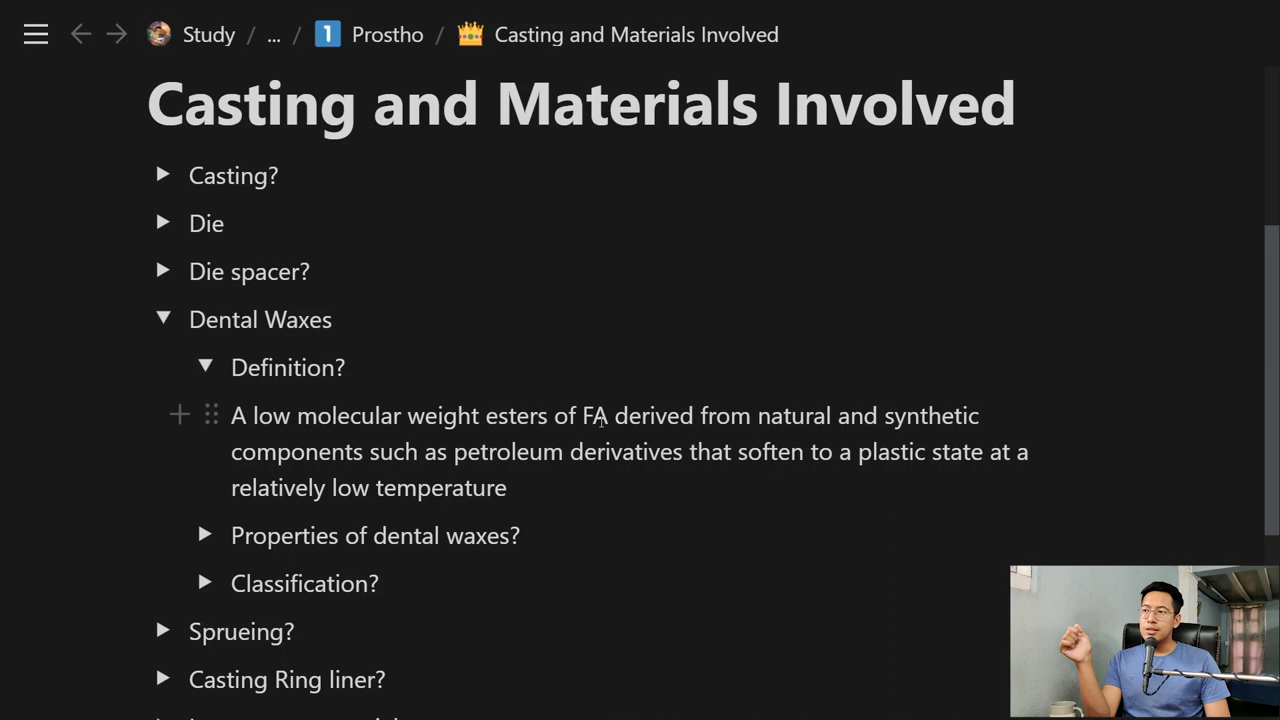 Study / ... / 1 Prostho / Casting and Materials Involved
Casting and Materials Involved
Casting?
Die
Die spacer?
Dental Waxes
Definition?
A low molecular weight esters of FA derived from natural and synthetic
components such as petroleum derivatives that soften to a plastic state at a
relatively low temperature
Properties of dental waxes?
Classification?
Sprueing?
Casting Ring liner?